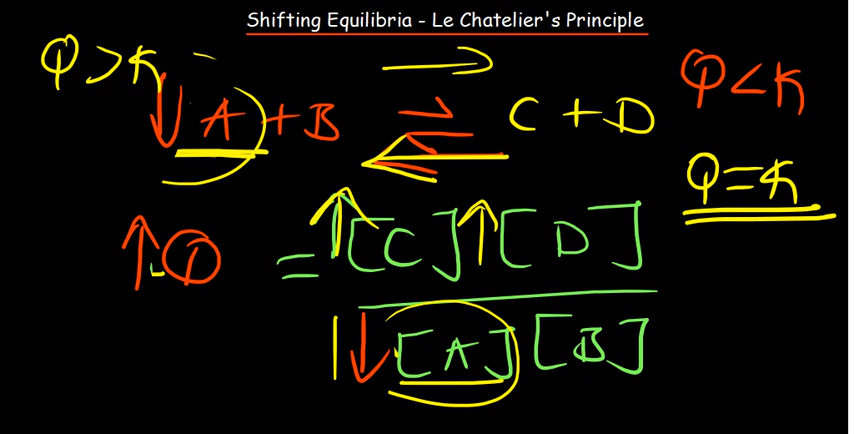 Shifting Equilibria - Le Chatelier's Principle
Q > K
Q < K
↓ A + B ⇌ C + D
Q = K
↑ Q = ↑[C] ↑[D]
↓[A] [B]